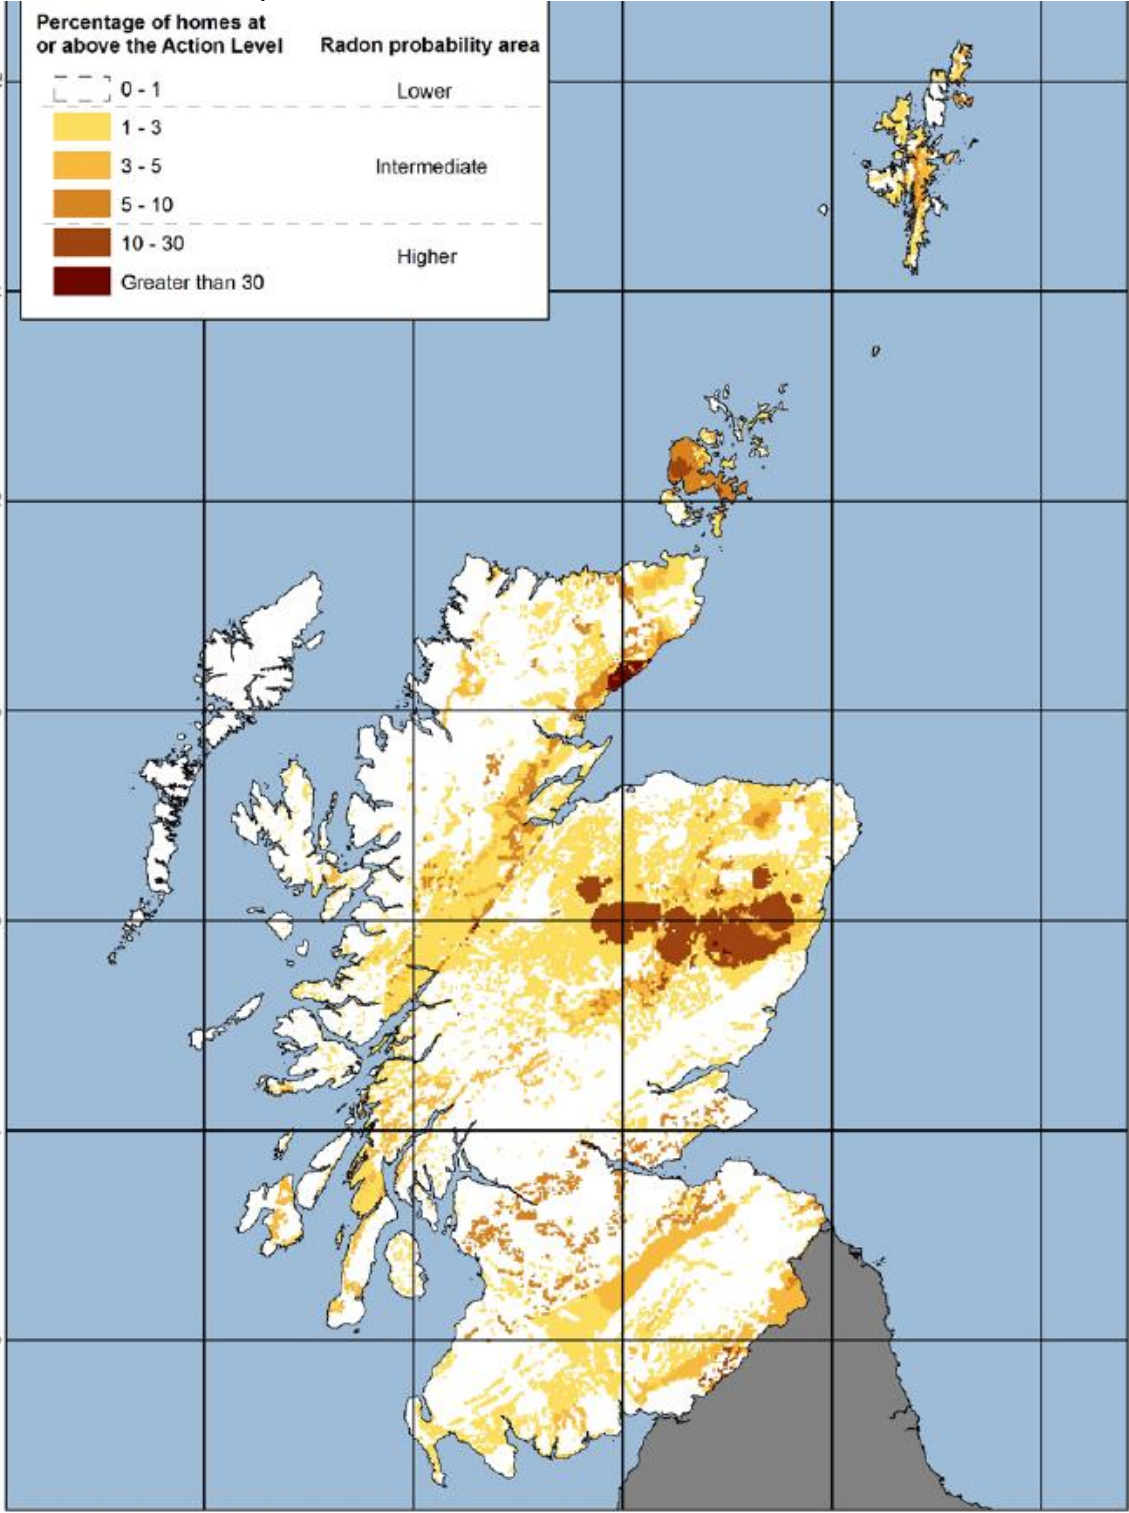 Percentage of homes at
or above the Action Level
Radon probability area
0 - 1
Lower
1 - 3
3 - 5
Intermediate
5 - 10
10 - 30
Higher
Greater than 30